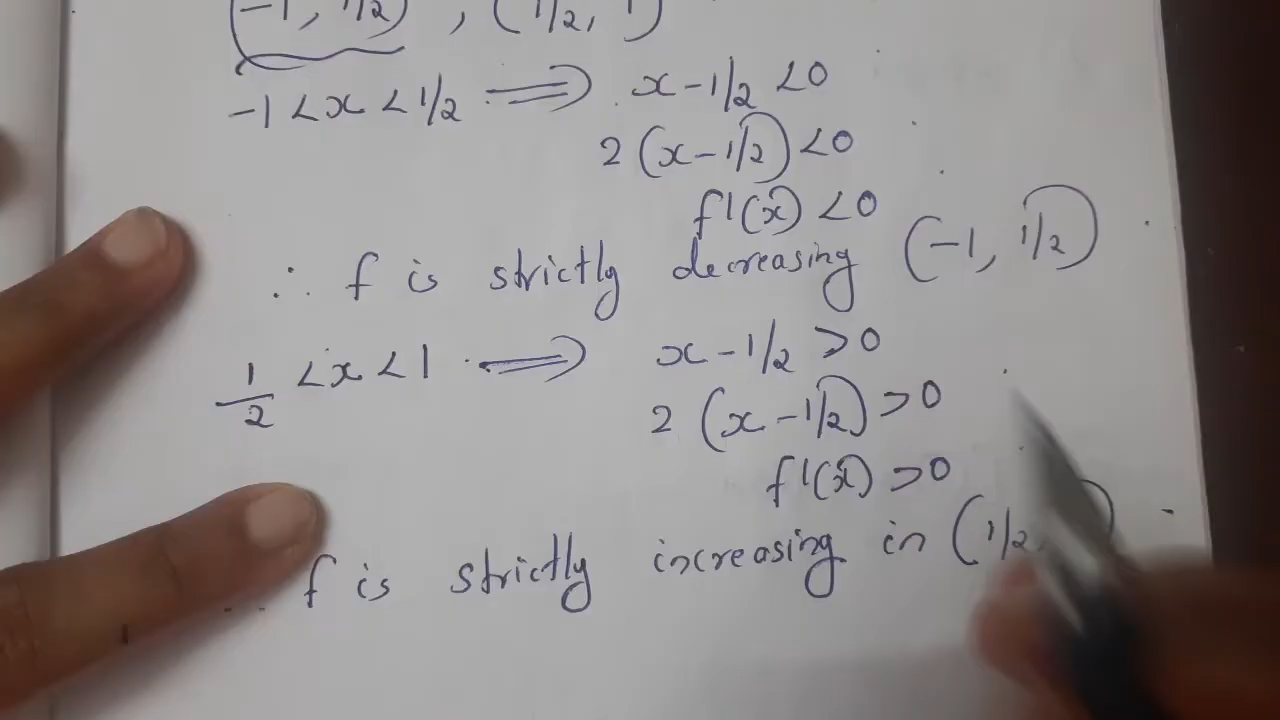 -1, 1/2) , (1/2, 1)
-1 < x < 1/2 ⟹ x - 1/2 < 0
2 (x - 1/2) < 0
f'(x) < 0
∴ f is strictly decreasing (-1, 1/2)
1/2 < x < 1 ⟹ x - 1/2 > 0
2 (x - 1/2) > 0
f'(x) > 0
f is strictly increasing in (1/2,